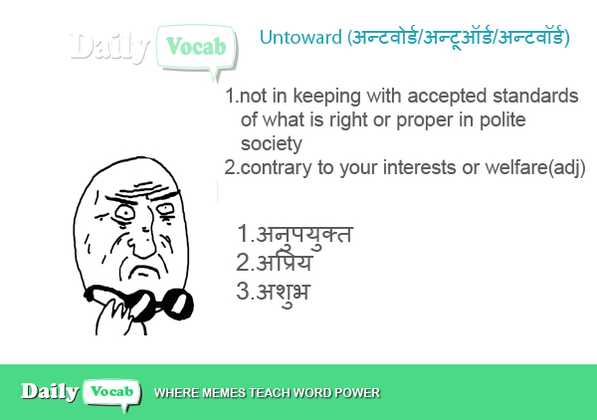 Daily Vocab
Untoward (अन्टवोर्ड/अन्टूऑर्ड/अन्टवॉर्ड)
1.not in keeping with accepted standards
of what is right or proper in polite
society
2.contrary to your interests or welfare(adj)
1.अनुपयुक्त
2.अप्रिय
3.अशुभ
Daily Vocab WHERE MEMES TEACH WORD POWER